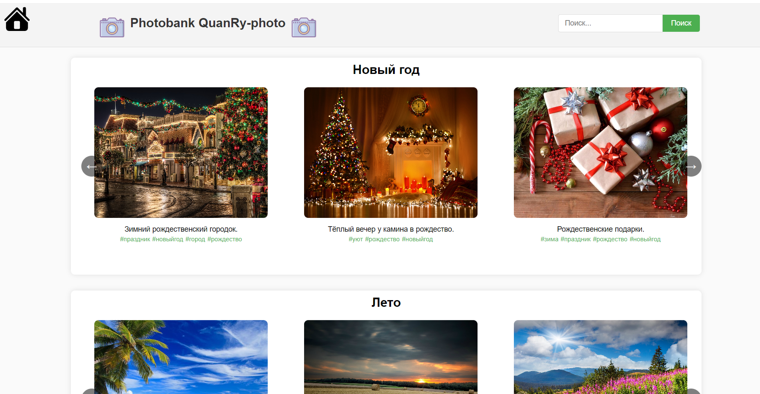 Photobank QuanRy-photo
Поиск...
Поиск
Новый год
←
→
Зимний рождественский городок.
#праздник #новыйгод #город #рождество
Тёплый вечер у камина в рождество.
#уют #рождество #новыйгод
Рождественские подарки.
#зима #праздник #рождество #новыйгод
Лето